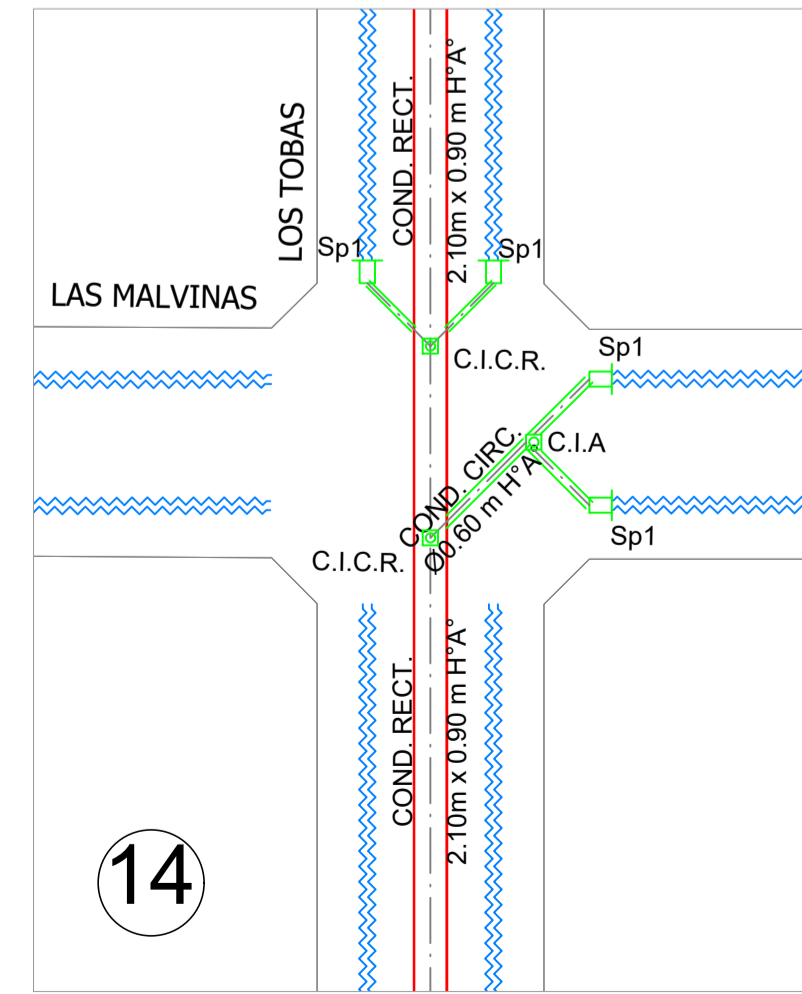 LOS TOBAS
COND. RECT.
2.10m x 0.90 m H°A°
Sp1
Sp1
LAS MALVINAS
C.I.C.R.
Sp1
C.I.A
COND. CIRC.
Ø0.60 m H°A°
C.I.C.R.
Sp1
COND. RECT.
2.10m x 0.90 m H°A°
14